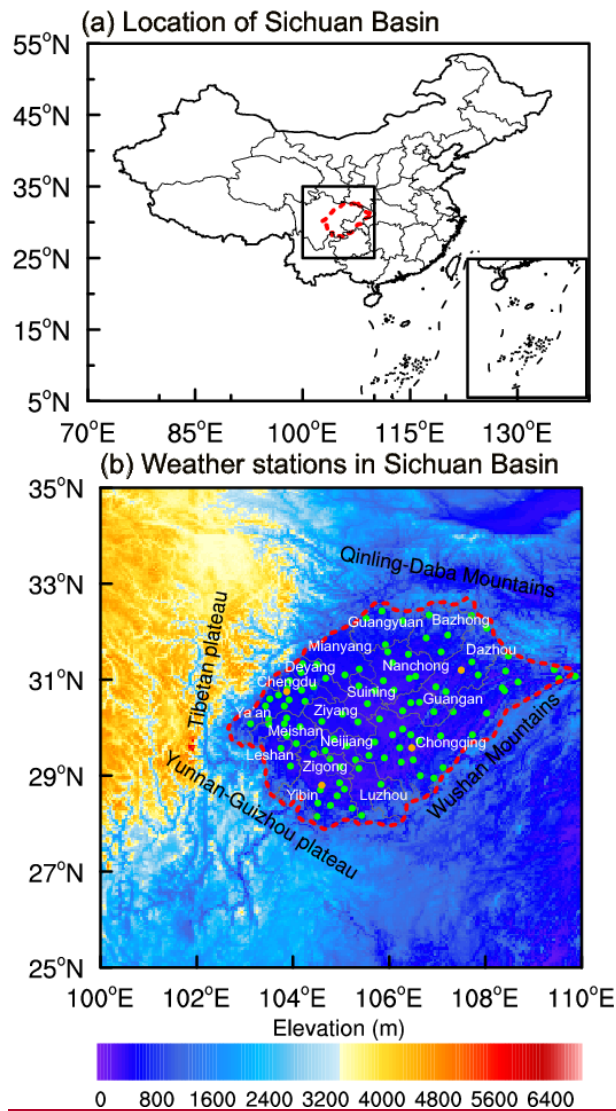 (a) Location of Sichuan Basin
55°N
45°N
35°N
25°N
15°N
5°N
70°E 85°E 100°E 115°E 130°E
(b) Weather stations in Sichuan Basin
35°N
33°N
31°N
29°N
27°N
25°N
Qinling-Daba Mountains
Tibetan plateau
Guangyuan
Bazhong
Mianyang
Dazhou
Deyang
Nanchong
Chengdu
Suining
Guangan
Ya'an
Ziyang
Meishan
Neijiang
Chongqing
Leshan
Zigong
Yibin
Luzhou
Wushan Mountains
Yunnan-Guizhou plateau
100°E 102°E 104°E 106°E 108°E 110°E
Elevation (m)
0 800 1600 2400 3200 4000 4800 5600 6400